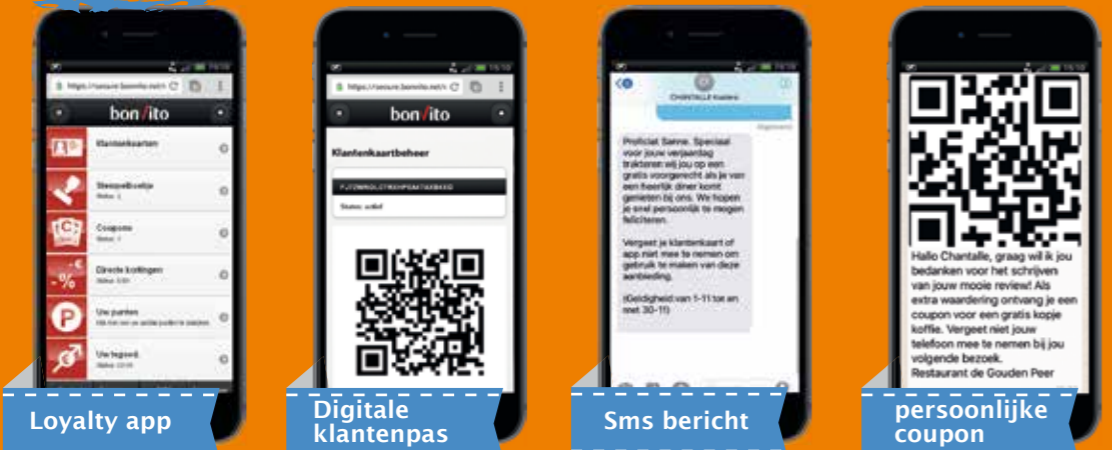 bonVito
Klantenkaarten
Stempelboekje
Coupons
Directe kortingen
Uw punten
Uw tegoed
Loyalty app
bonVito
Klantenkaartbeheer
Status: actief
Digitale
klantenpas
CHANTALLE
Proficiat Sanne. Speciaal
voor jouw verjaardag
trakteren wij jou op een
gratis voorgerecht als je van
een heerlijk diner komt
genieten bij ons. We hopen
je snel persoonlijk te mogen
feliciteren.
Vergeet je klantenkaart of
app niet mee te nemen om
gebruik te maken van deze
aanbieding.
(Geldigheid van 1-11 tot en
met 30-11)
Sms bericht
Hallo Chantalle, graag wil ik jou
bedanken voor het schrijven
van jouw mooie review! Als
extra waardering ontvang je een
coupon voor een gratis kopje
koffie. Vergeet niet jouw
telefoon mee te nemen bij jou
volgende bezoek.
Restaurant de Gouden Peer
persoonlijke
coupon